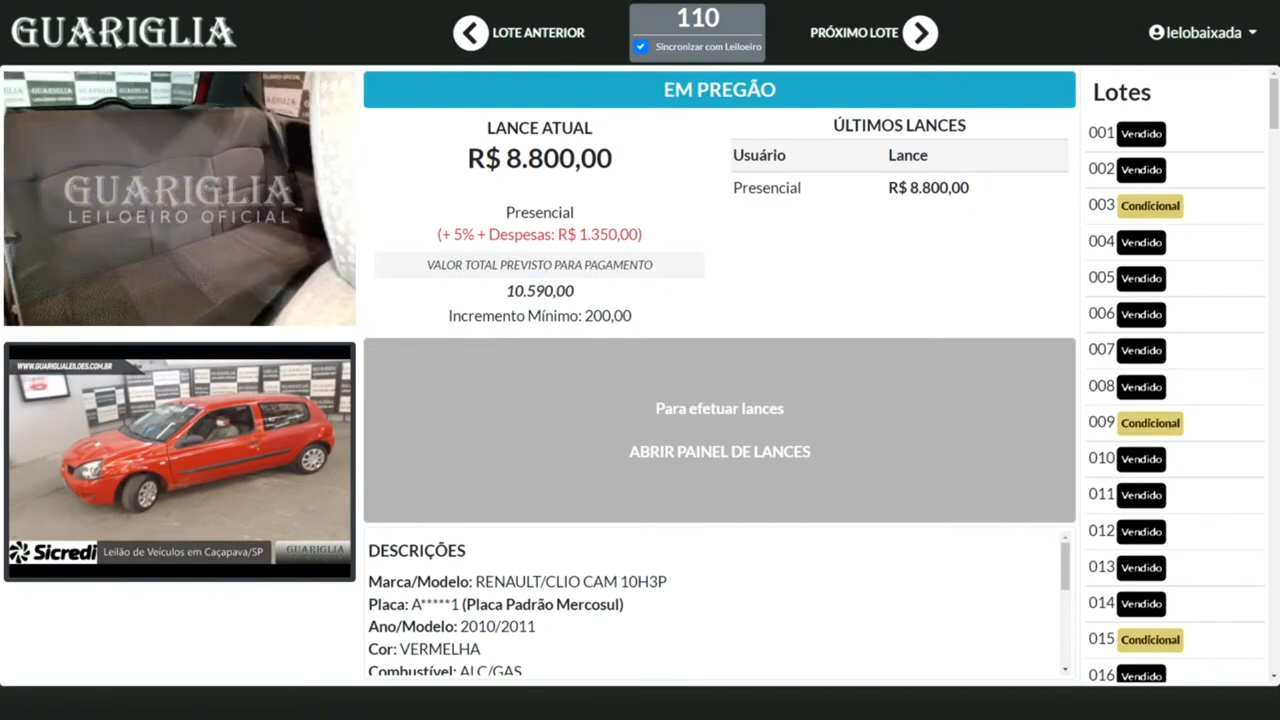 GUARIGLIA
LOTE ANTERIOR
110
Sincronizar com Leiloeiro
PRÓXIMO LOTE
lelobaixada
GUARIGLIA
LEILOEIRO OFICIAL
WWW.GUARIGLIALEILOES.COM.BR
Sicredi
Leilão de Veículos em Caçapava/SP
GUARIGLIA
EM PREGÃO
LANCE ATUAL
R$ 8.800,00
Presencial
(+ 5% + Despesas: R$ 1.350,00)
VALOR TOTAL PREVISTO PARA PAGAMENTO
10.590,00
Incremento Mínimo: 200,00
ÚLTIMOS LANCES
Usuário Lance
Presencial R$ 8.800,00
Para efetuar lances
ABRIR PAINEL DE LANCES
DESCRIÇÕES
Marca/Modelo: RENAULT/CLIO CAM 10H3P
Placa: A*****1 (Placa Padrão Mercosul)
Ano/Modelo: 2010/2011
Cor: VERMELHA
Combustível: ALC/GAS
Lotes
001 Vendido
002 Vendido
003 Condicional
004 Vendido
005 Vendido
006 Vendido
007 Vendido
008 Vendido
009 Condicional
010 Vendido
011 Vendido
012 Vendido
013 Vendido
014 Vendido
015 Condicional
016 Vendido